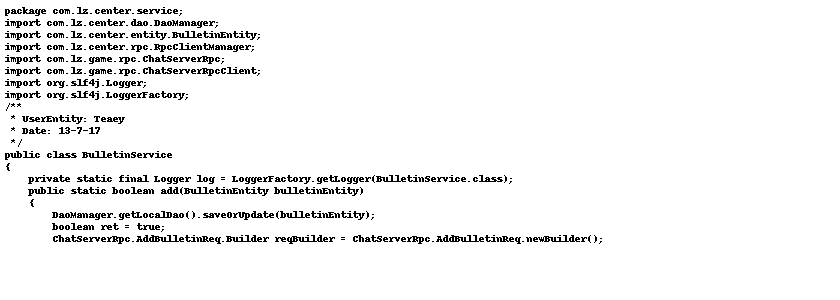 package com.lz.center.service;
import com.lz.center.dao.DaoManager;
import com.lz.center.entity.BulletinEntity;
import com.lz.center.rpc.RpcClientManager;
import com.lz.game.rpc.ChatServerRpc;
import com.lz.game.rpc.ChatServerRpcClient;
import org.slf4j.Logger;
import org.slf4j.LoggerFactory;
/**
 * UserEntity: Teaey
 * Date: 13-7-17
 */
public class BulletinService
{
    private static final Logger log = LoggerFactory.getLogger(BulletinService.class);
    public static boolean add(BulletinEntity bulletinEntity)
    {
        DaoManager.getLocalDao().saveOrUpdate(bulletinEntity);
        boolean ret = true;
        ChatServerRpc.AddBulletinReq.Builder reqBuilder = ChatServerRpc.AddBulletinReq.newBuilder();